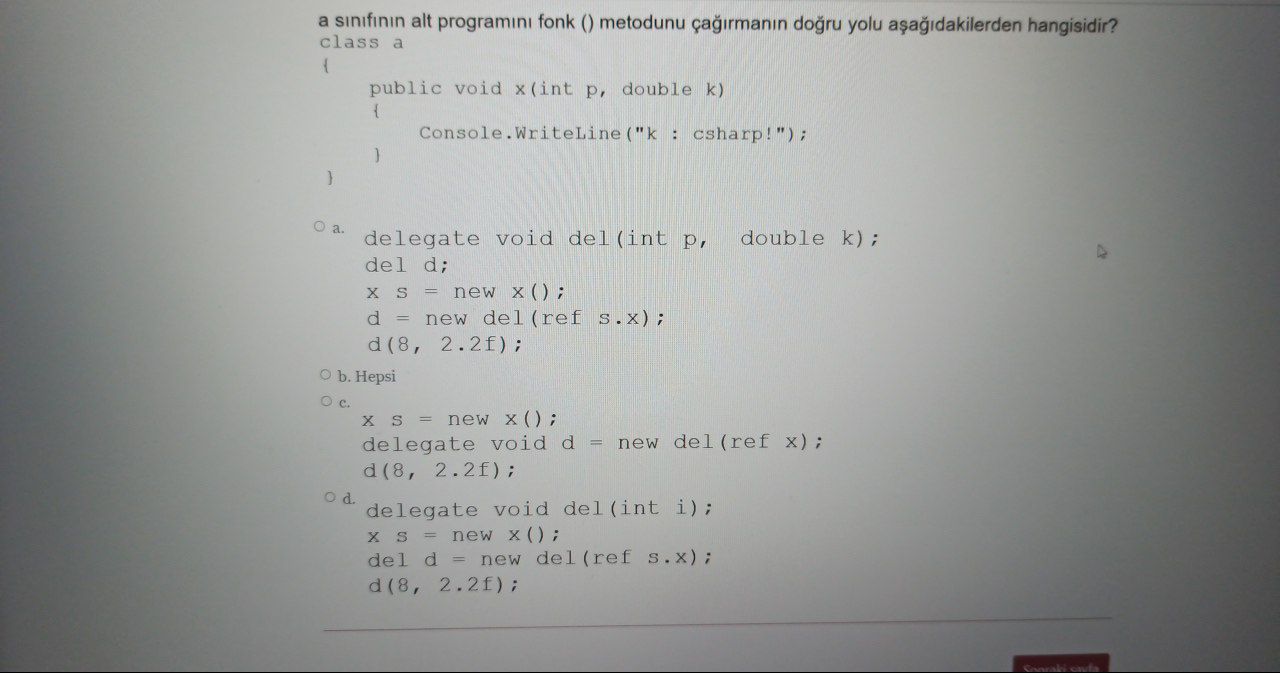 a sınıfının alt programını fonk () metodunu çağırmanın doğru yolu aşağıdakilerden hangisidir?
class a
{
public void x(int p, double k)
{
Console.WriteLine("k : csharp!");
}
}
a.
delegate void del(int p,  double k);
del d;
x s = new x();
d = new del(ref s.x);
d(8, 2.2f);
b. Hepsi
c.
x s = new x();
delegate void d = new del(ref x);
d(8, 2.2f);
d.
delegate void del(int i);
x s = new x();
del d = new del(ref s.x);
d(8, 2.2f);
Sonraki sayfa